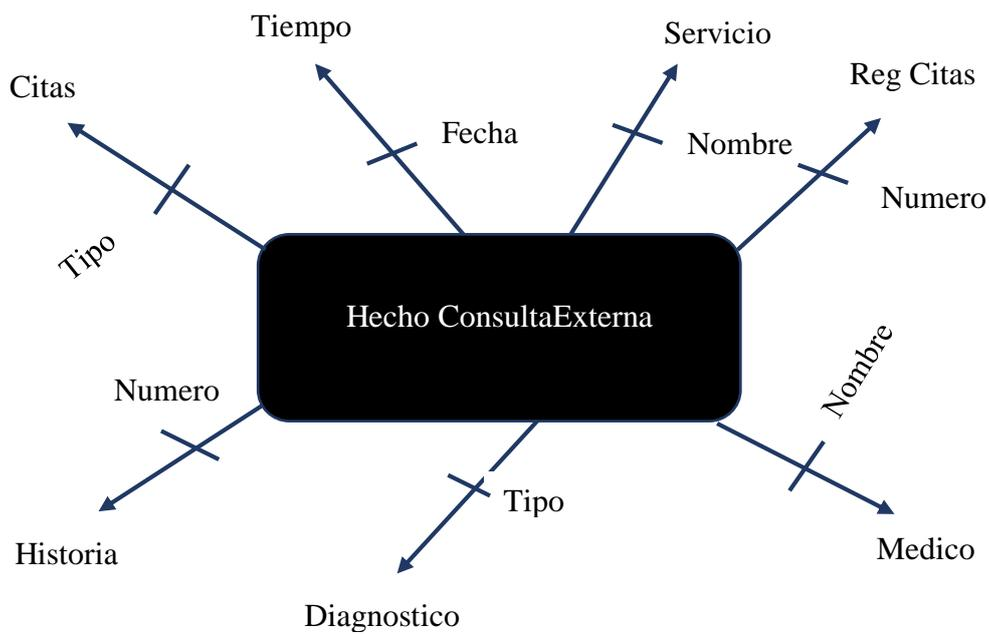 Tiempo
Servicio
Citas
Reg Citas
Fecha
Nombre
Numero
Tipo
Hecho ConsultaExterna
Numero
Nombre
Tipo
Historia
Medico
Diagnostico